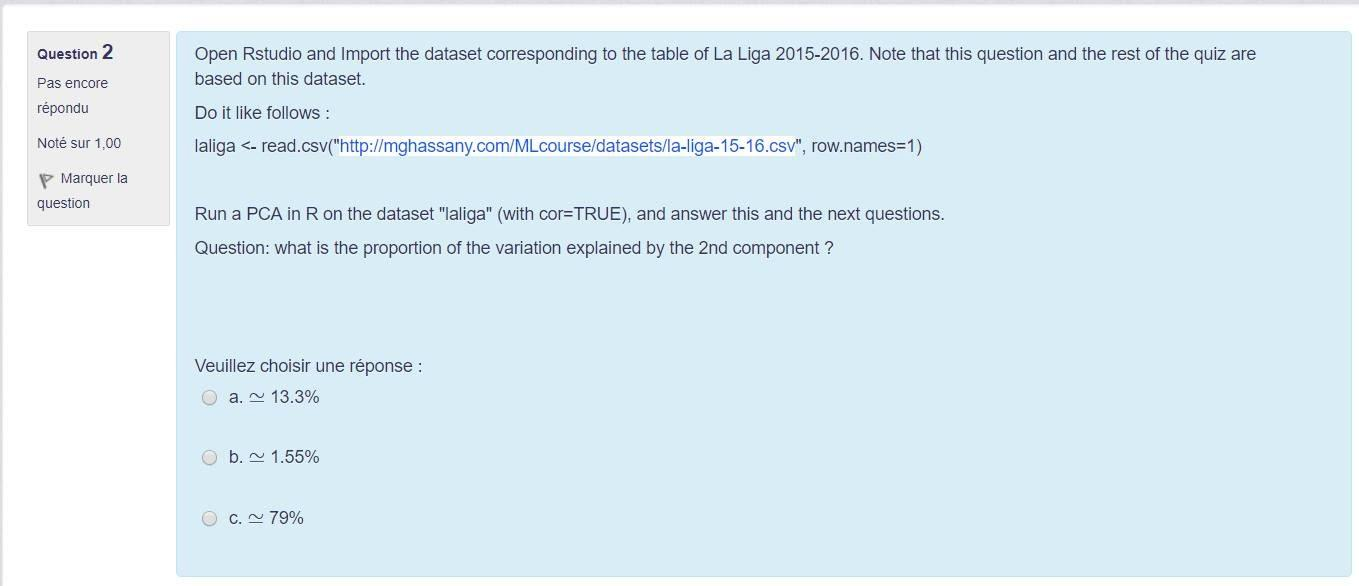 Question 2
Pas encore
répondu
Noté sur 1,00
Marquer la
question
Open Rstudio and Import the dataset corresponding to the table of La Liga 2015-2016. Note that this question and the rest of the quiz are
based on this dataset.
Do it like follows :
laliga <- read.csv("http://mghassany.com/MLcourse/datasets/la-liga-15-16.csv", row.names=1)
Run a PCA in R on the dataset "laliga" (with cor=TRUE), and answer this and the next questions.
Question: what is the proportion of the variation explained by the 2nd component ?
Veuillez choisir une réponse :
a. ≃ 13.3%
b. ≃ 1.55%
c. ≃ 79%